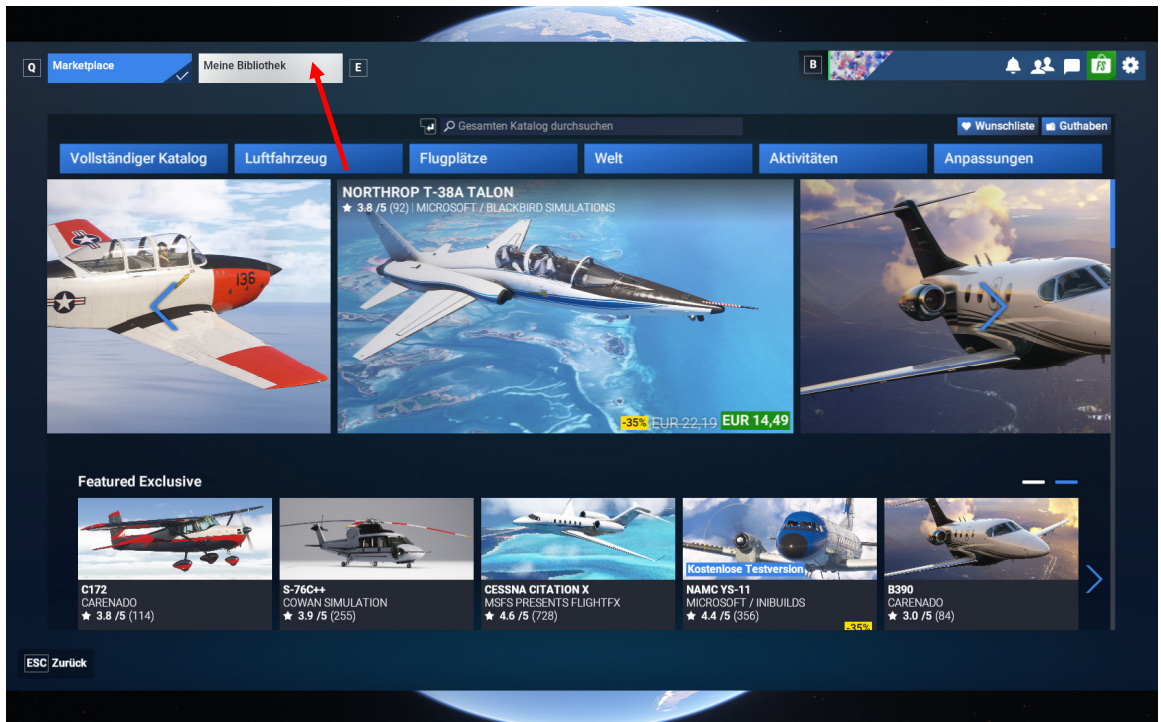 Q Marketplace Meine Bibliothek E B FS
Gesamten Katalog durchsuchen Wunschliste Guthaben
Vollständiger Katalog Luftfahrzeug Flugplätze Welt Aktivitäten Anpassungen
NORTHROP T-38A TALON
3.8 /5 (92) | MICROSOFT / BLACKBIRD SIMULATIONS
136
-35% EUR 22,19 EUR 14,49
Featured Exclusive
Kostenlose Testversion
C172 S-76C++ CESSNA CITATION X NAMC YS-11 B390
CARENADO COWAN SIMULATION MSFS PRESENTS FLIGHTFX MICROSOFT / INIBUILDS CARENADO
3.8 /5 (114) 3.9 /5 (255) 4.6 /5 (728) 4.4 /5 (356) 3.0 /5 (84)
-35%
ESC Zurück